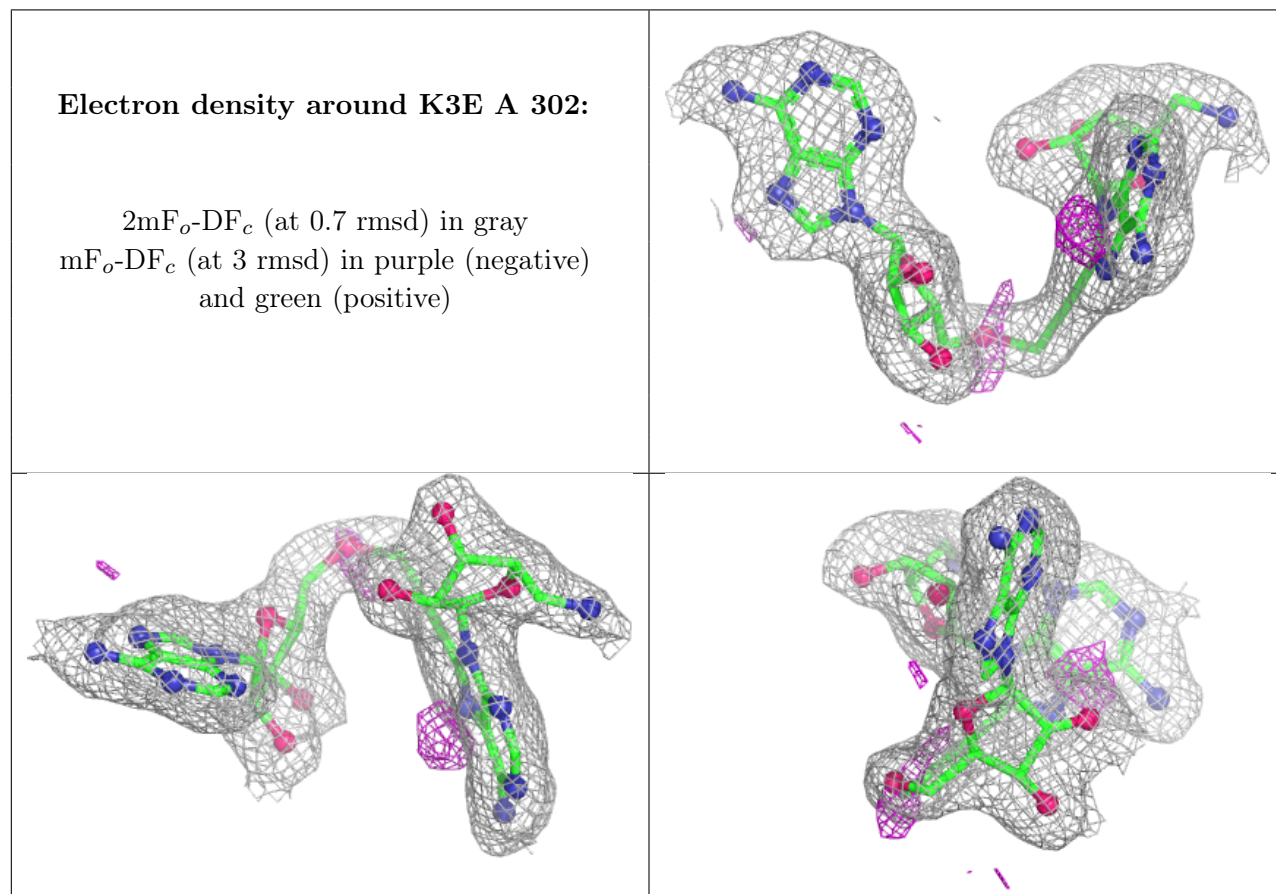 Electron density around K3E A 302:
2mFo-DFc (at 0.7 rmsd) in gray
mFo-DFc (at 3 rmsd) in purple (negative)
and green (positive)